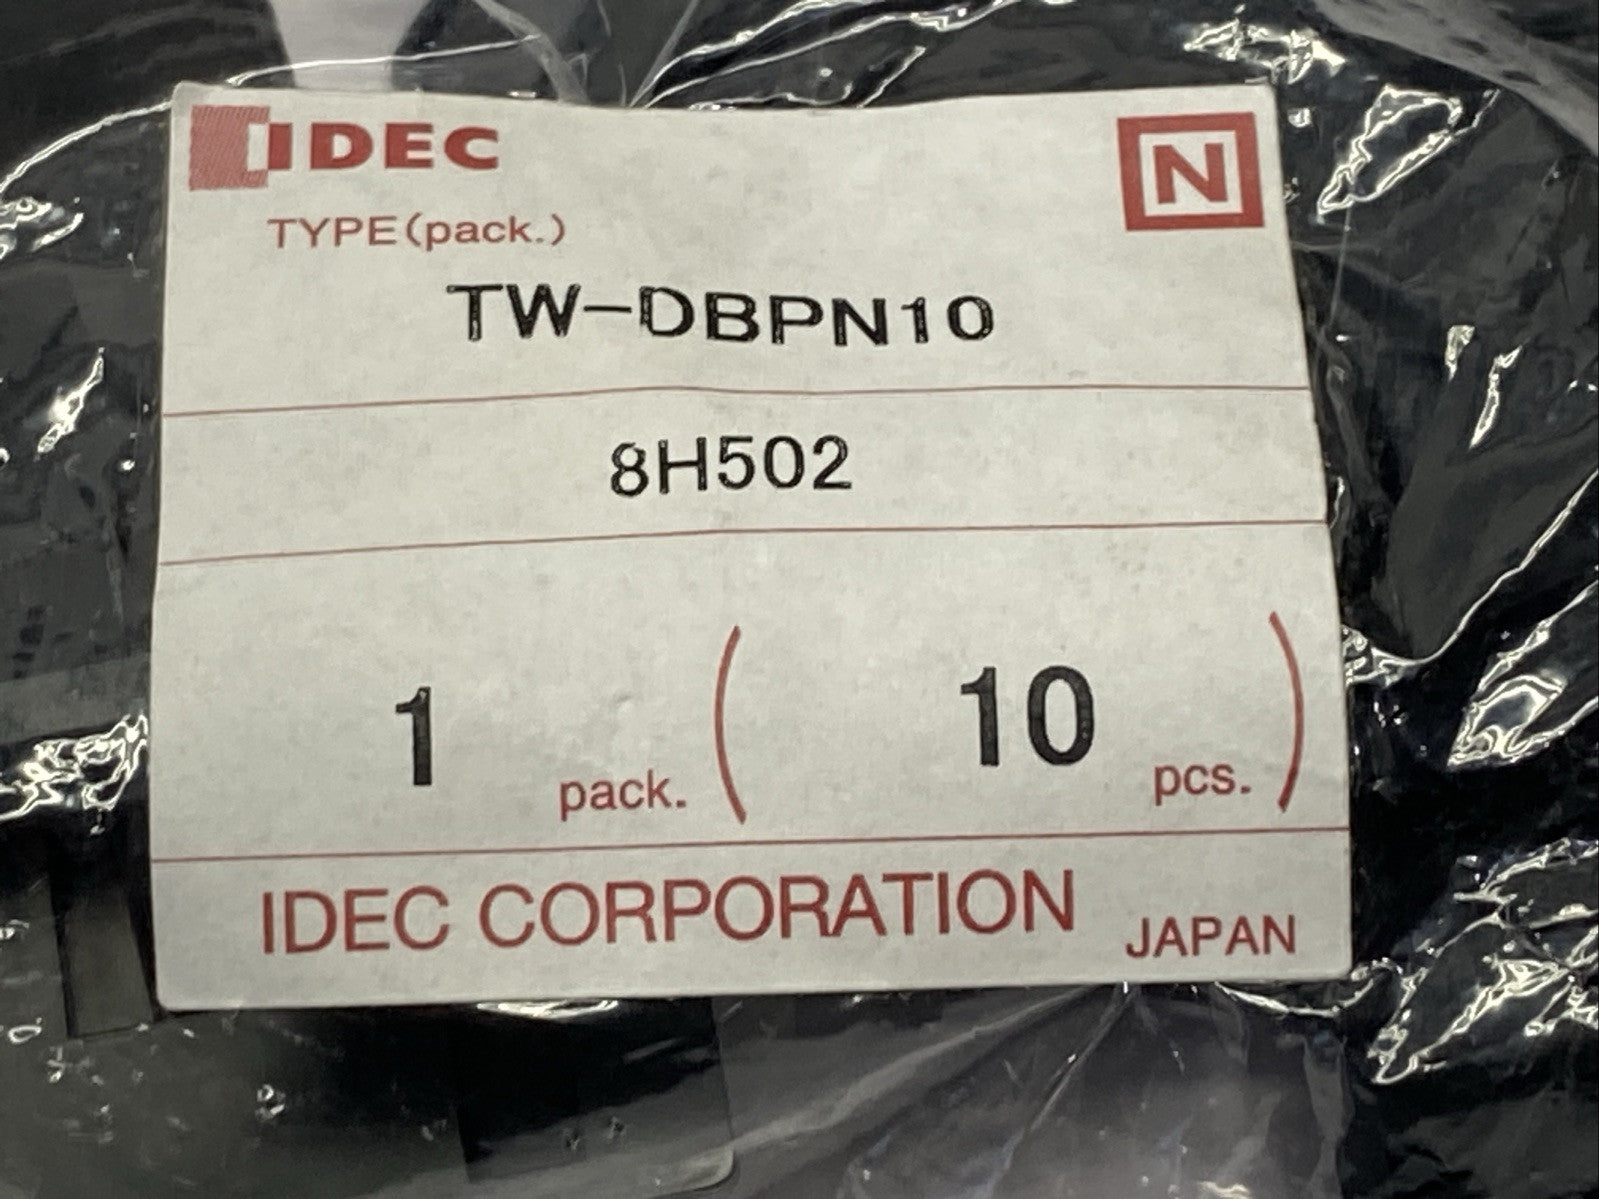 IDEC
N
TYPE(pack.)
TW-DBPN10
8H502
1 pack. ( 10 pcs. )
IDEC CORPORATION JAPAN